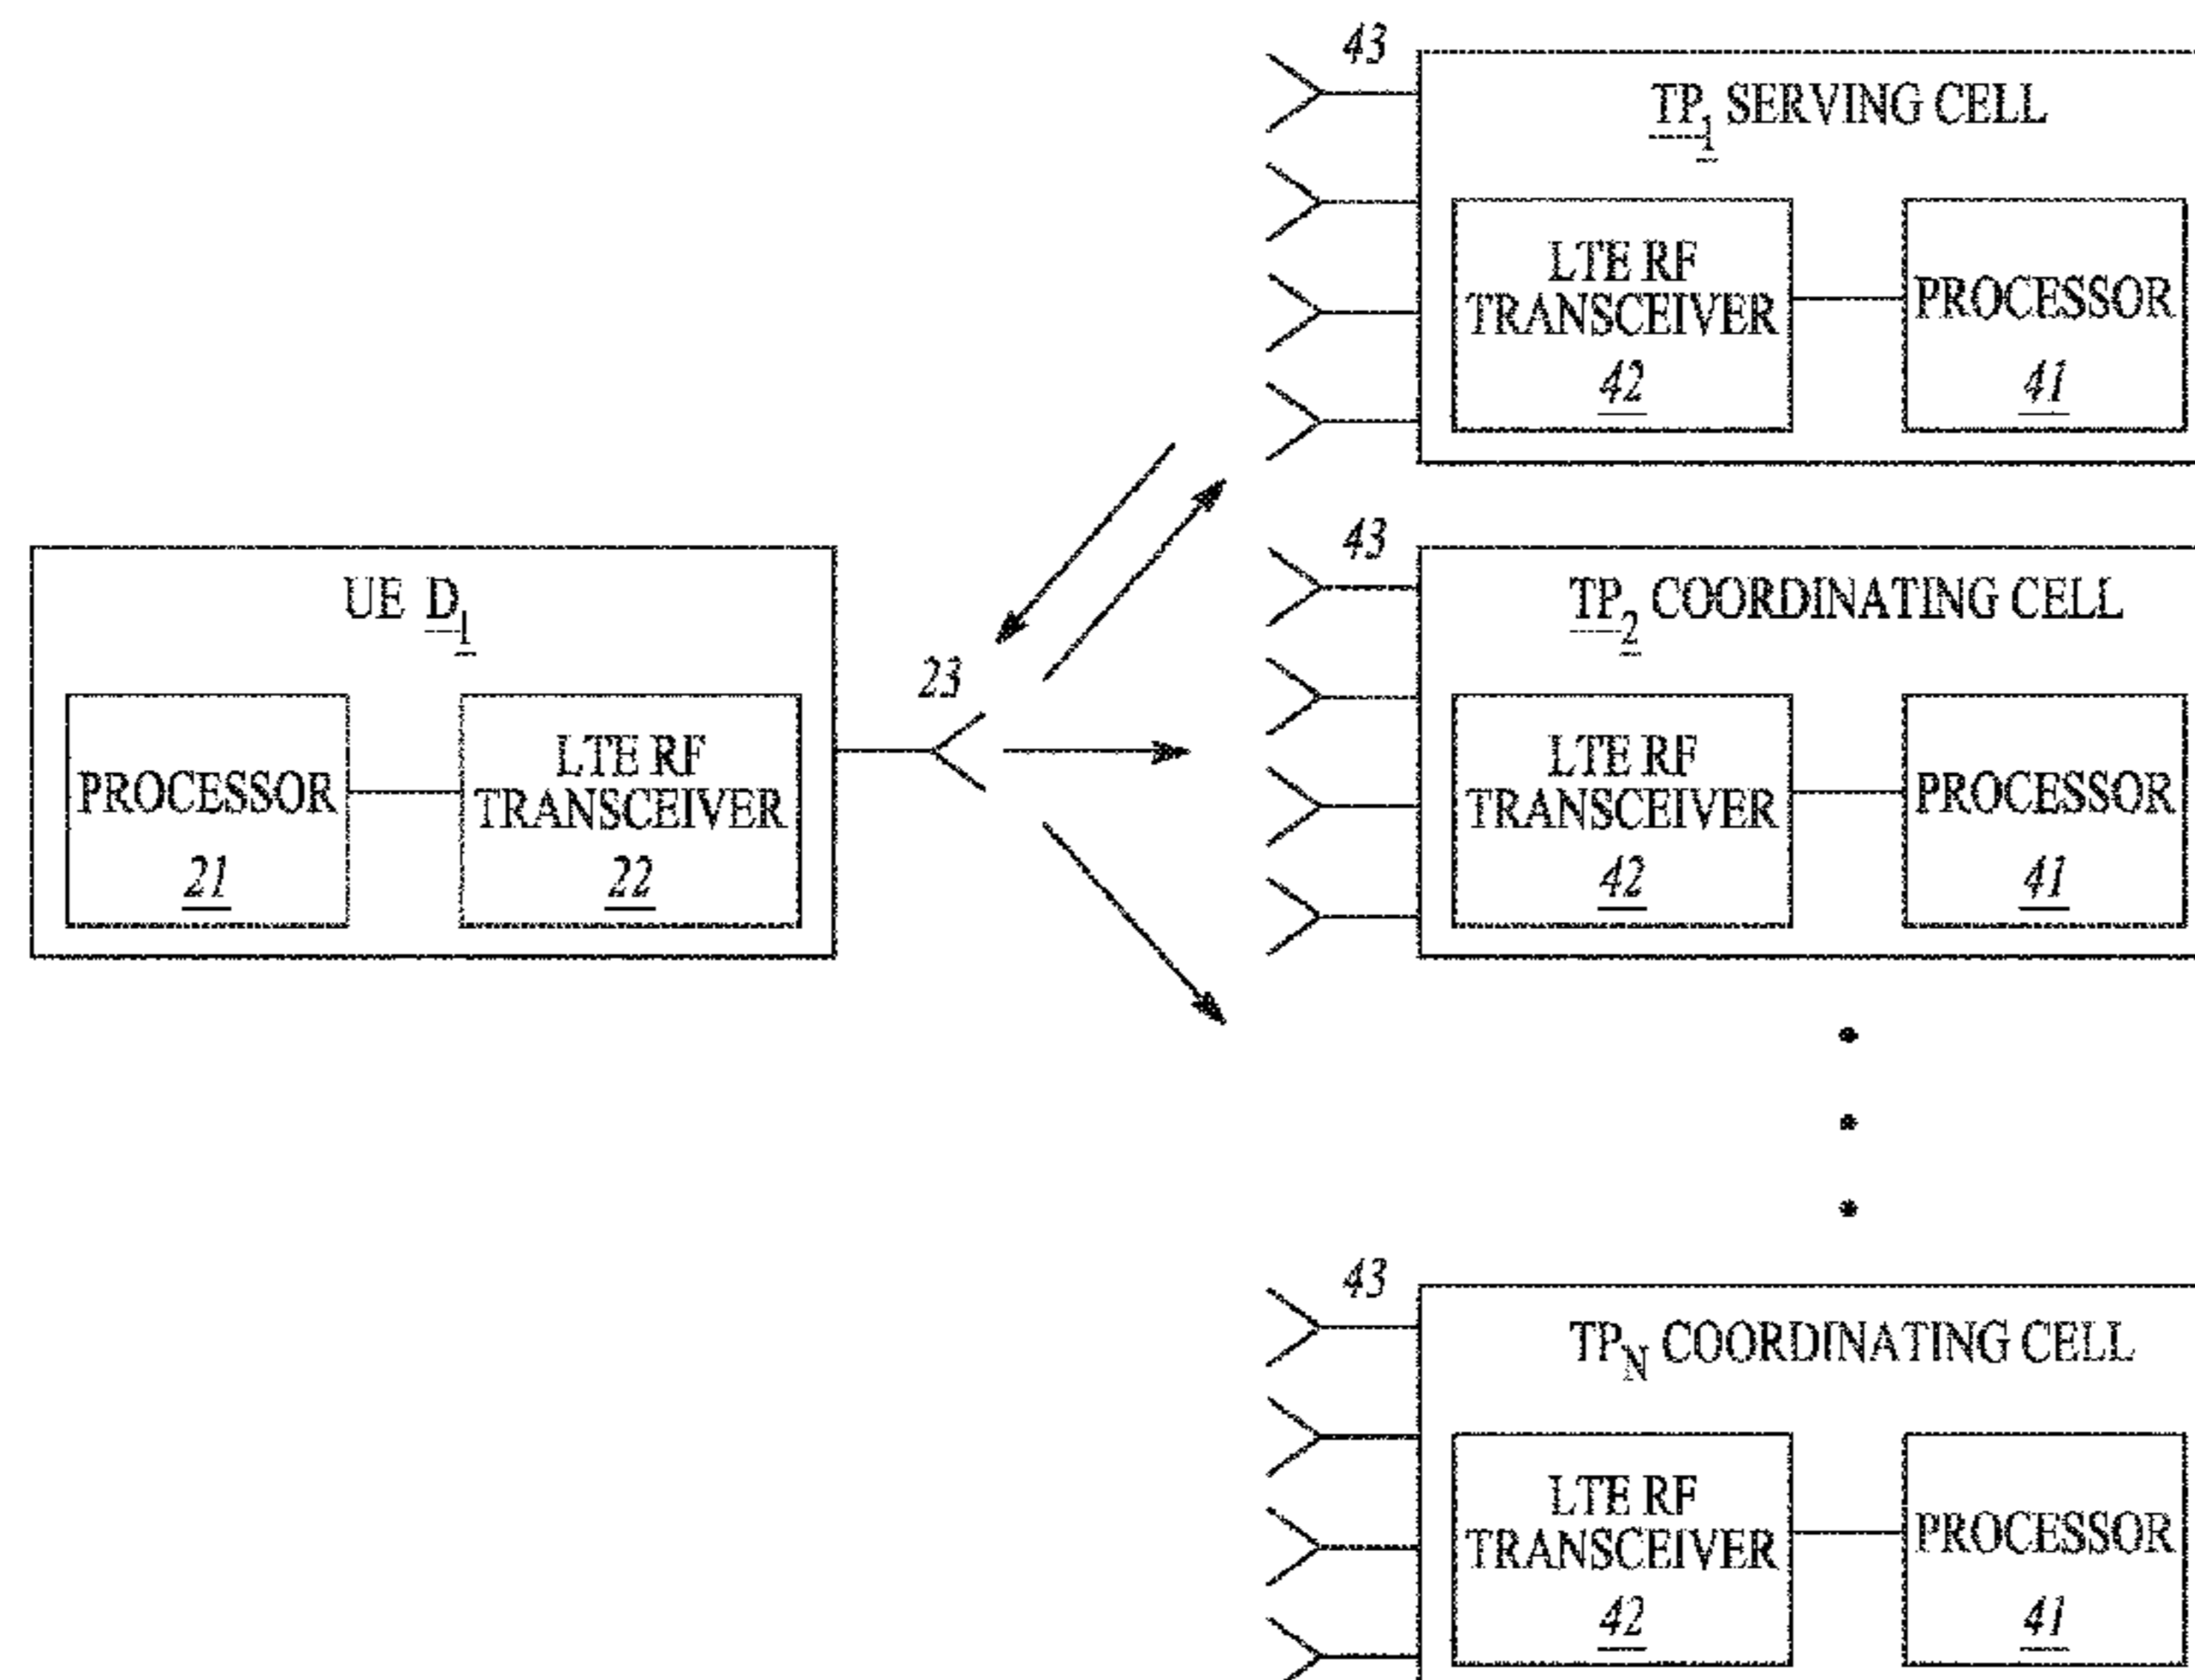 43
TP1 SERVING CELL
LTE RF
TRANSCEIVER
42
PROCESSOR
41
UE D1
PROCESSOR
21
LTE RF
TRANSCEIVER
22
23
43
TP2 COORDINATING CELL
LTE RF
TRANSCEIVER
42
PROCESSOR
41
43
TPN COORDINATING CELL
LTE RF
TRANSCEIVER
42
PROCESSOR
41